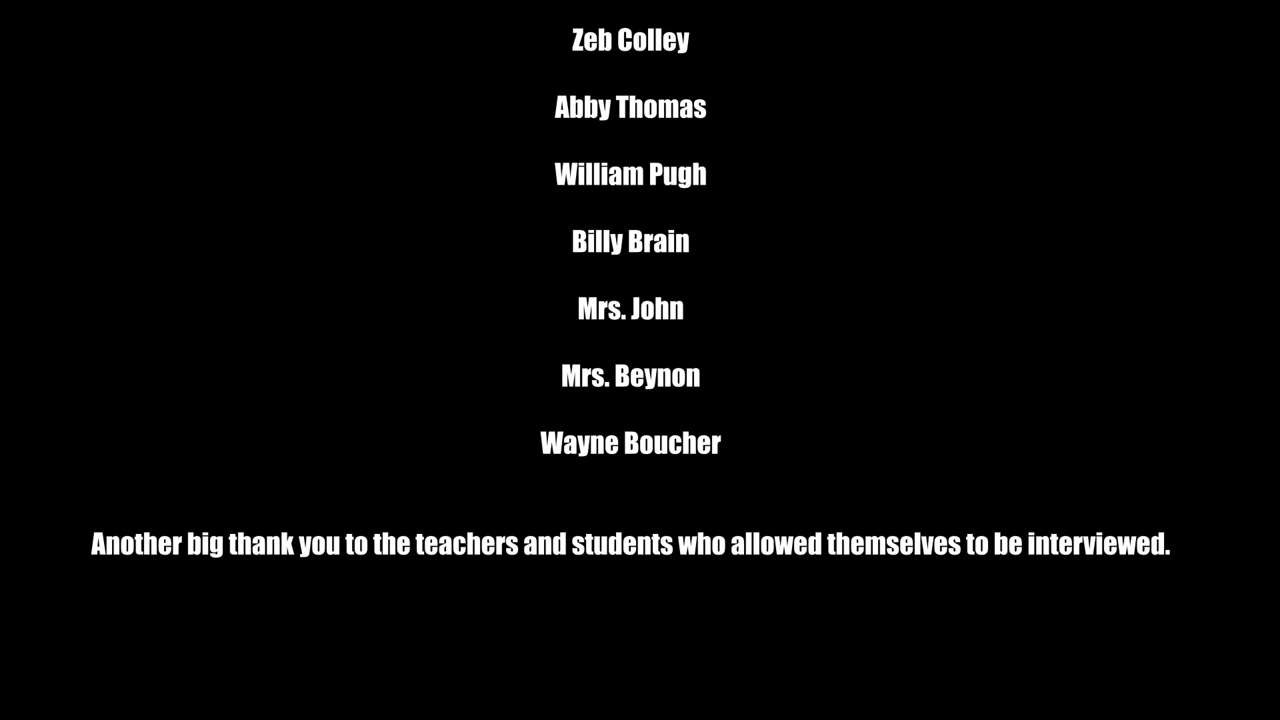 Zeb Colley
Abby Thomas
William Pugh
Billy Brain
Mrs. John
Mrs. Beynon
Wayne Boucher
Another big thank you to the teachers and students who allowed themselves to be interviewed.